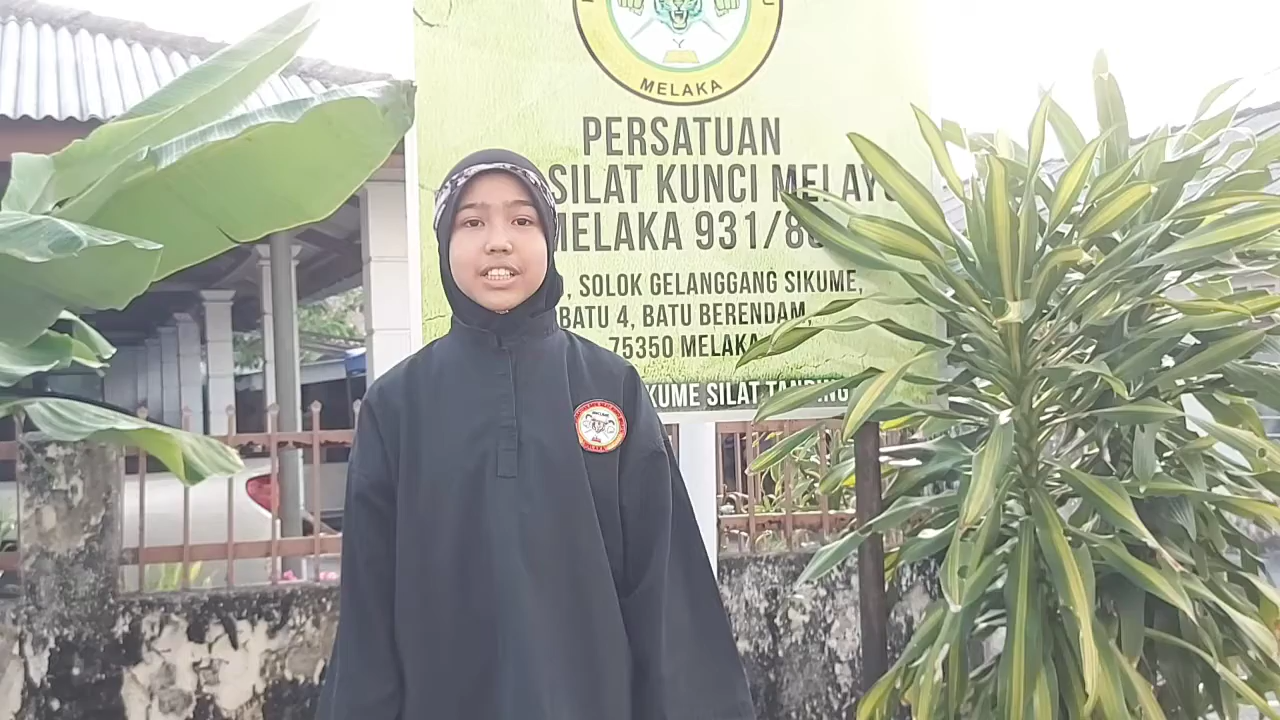 MELAKA
PERSATUAN
SILAT KUNCI MELAYU
MELAKA 931/8
SOLOK GELANGGANG SIKUME,
BATU 4, BATU BERENDAM,
75350 MELAKA
KUME SILAT TANDING